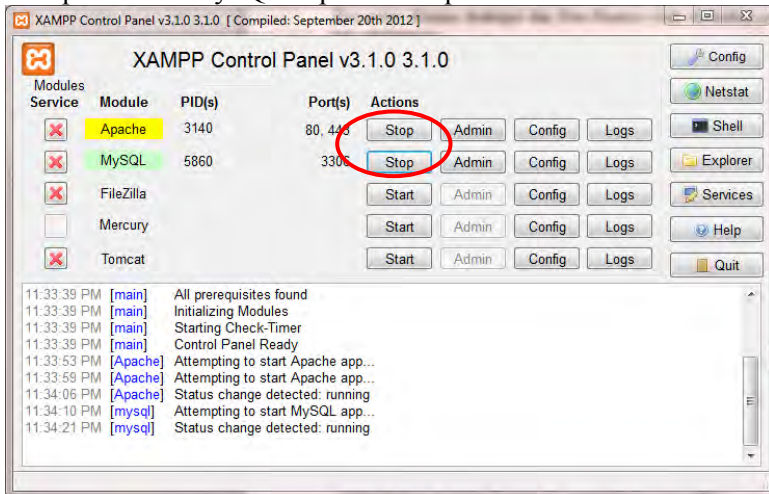 XAMPP Control Panel v3.1.0 3.1.0 [ Compiled: September 20th 2012 ]
XAMPP Control Panel v3.1.0 3.1.0
Config
Modules
Service Module PID(s) Port(s) Actions
Netstat
Apache 3140 80, 443 Stop Admin Config Logs
Shell
MySQL 5860 3306 Stop Admin Config Logs
Explorer
FileZilla Start Admin Config Logs
Services
Mercury Start Admin Config Logs
Help
Tomcat Start Admin Config Logs
Quit
11:33:39 PM [main] All prerequisites found
11:33:39 PM [main] Initializing Modules
11:33:39 PM [main] Starting Check-Timer
11:33:39 PM [main] Control Panel Ready
11:33:53 PM [Apache] Attempting to start Apache app...
11:33:59 PM [Apache] Attempting to start Apache app...
11:34:06 PM [Apache] Status change detected: running
11:34:10 PM [mysql] Attempting to start MySQL app...
11:34:21 PM [mysql] Status change detected: running